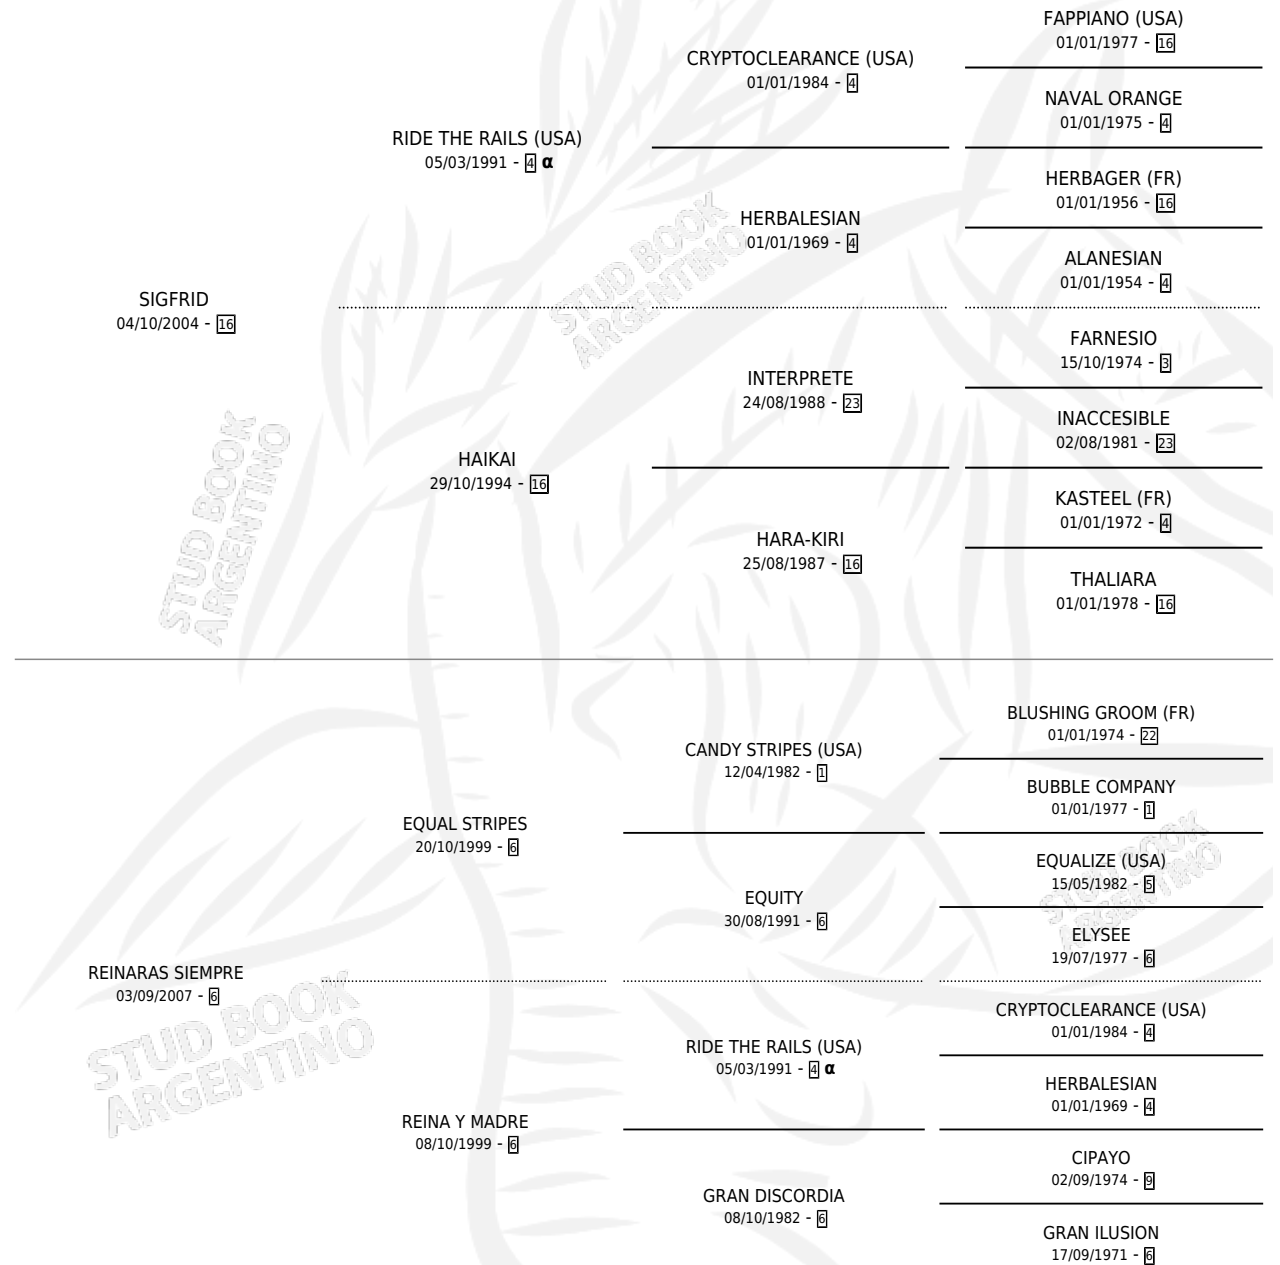 FAPPIANO (USA)
01/01/1977 - 16
CRYPTOCLEARANCE (USA)
01/01/1984 - 4
NAVAL ORANGE
01/01/1975 - 4
RIDE THE RAILS (USA)
05/03/1991 - 4 α
HERBAGER (FR)
01/01/1956 - 16
HERBALESIAN
01/01/1969 - 4
ALANESIAN
01/01/1954 - 4
SIGFRID
04/10/2004 - 16
FARNESIO
15/10/1974 - 3
INTERPRETE
24/08/1988 - 23
INACCESIBLE
02/08/1981 - 23
HAIKAI
29/10/1994 - 16
KASTEEL (FR)
01/01/1972 - 4
HARA-KIRI
25/08/1987 - 16
THALIARA
01/01/1978 - 16
BLUSHING GROOM (FR)
01/01/1974 - 22
CANDY STRIPES (USA)
12/04/1982 - 1
BUBBLE COMPANY
01/01/1977 - 1
EQUAL STRIPES
20/10/1999 - 6
EQUALIZE (USA)
15/05/1982 - 5
EQUITY
30/08/1991 - 6
ELYSEE
19/07/1977 - 6
REINARAS SIEMPRE
03/09/2007 - 6
CRYPTOCLEARANCE (USA)
01/01/1984 - 4
RIDE THE RAILS (USA)
05/03/1991 - 4 α
HERBALESIAN
01/01/1969 - 4
REINA Y MADRE
08/10/1999 - 6
CIPAYO
02/09/1974 - 9
GRAN DISCORDIA
08/10/1982 - 6
GRAN ILUSION
17/09/1971 - 6
STUD BOOK
ARGENTINO
STUD BOOK
ARGENTINO
STUD BOOK
ARGENTINO
STUD BOOK
ARGENTINO